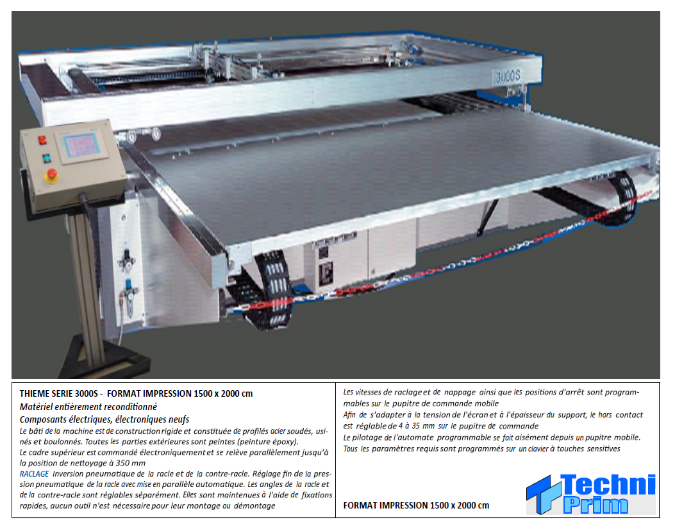 3000S
THIEME SERIE 3000S - FORMAT IMPRESSION 1500 x 2000 cm
Matériel entièrement reconditionné
Composants électriques, électroniques neufs
Le bâti de la machine est de construction rigide et constituée de profilés acier soudés, usi-
nés et boulonnés. Toutes les parties extérieures sont peintes (peinture époxy).
Le cadre supérieur est commandé électroniquement et se relève parallèlement jusqu'à
la position de nettoyage à 350 mm
RACLAGE Inversion pneumatique de la racle et de la contre-racle. Réglage fin de la pres-
sion pneumatique de la racle avec mise en parallèle automatique. Les angles de la racle et
de la contre-racle sont réglables séparément. Elles sont maintenues à l'aide de fixations
rapides, aucun outil n'est nécessaire pour leur montage ou démontage
Les vitesses de raclage et de nappage ainsi que les positions d'arrêt sont program-
mables sur le pupitre de commande mobile
Afin de s'adapter à la tension de l'écran et à l'épaisseur du support, le hors contact
est réglable de 4 à 35 mm sur le pupitre de commande
Le pilotage de l'automate programmable se fait aisément depuis un pupitre mobile.
Tous les paramètres requis sont programmés sur un clavier à touches sensitives
FORMAT IMPRESSION 1500 x 2000 cm
Techni
Prim